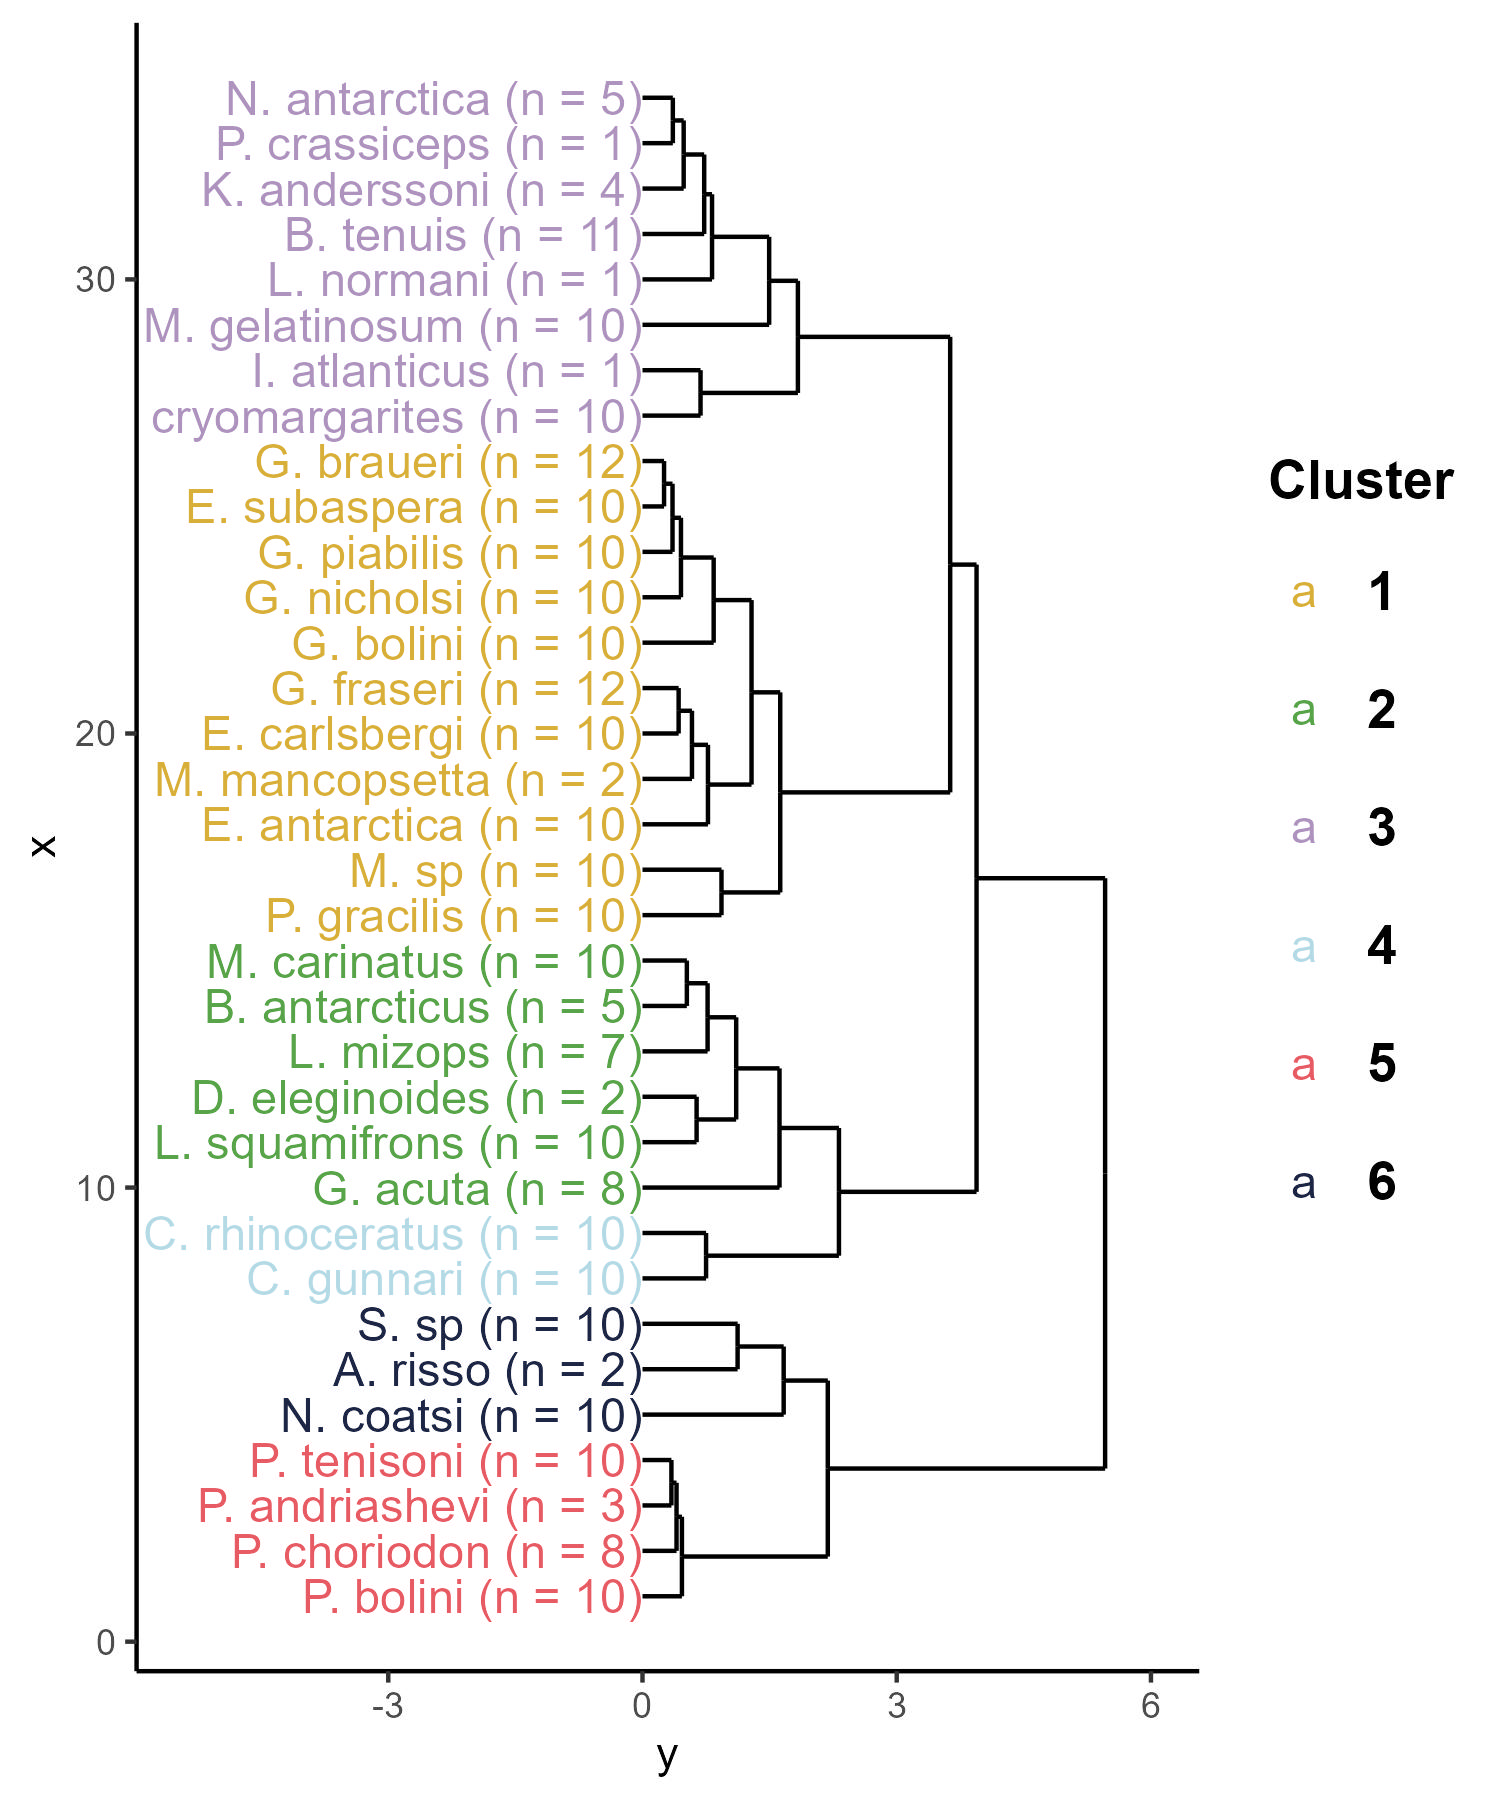 N. antarctica (n = 5)
P. crassiceps (n = 1)
K. anderssoni (n = 4)
B. tenuis (n = 11)
L. normani (n = 1)
M. gelatinosum (n = 10)
I. atlanticus (n = 1)
cryomargarites (n = 10)
G. braueri (n = 12)
E. subaspera (n = 10)
G. piabilis (n = 10)
G. nicholsi (n = 10)
G. bolini (n = 10)
G. fraseri (n = 12)
E. carlsbergi (n = 10)
M. mancopsetta (n = 2)
E. antarctica (n = 10)
M. sp (n = 10)
P. gracilis (n = 10)
M. carinatus (n = 10)
B. antarcticus (n = 5)
L. mizops (n = 7)
D. eleginoides (n = 2)
L. squamifrons (n = 10)
G. acuta (n = 8)
C. rhinoceratus (n = 10)
C. gunnari (n = 10)
S. sp (n = 10)
A. risso (n = 2)
N. coatsi (n = 10)
P. tenisoni (n = 10)
P. andriashevi (n = 3)
P. choriodon (n = 8)
P. bolini (n = 10)
30
20
10
0
x
-3
0
3
6
y
Cluster
a 1
a 2
a 3
a 4
a 5
a 6